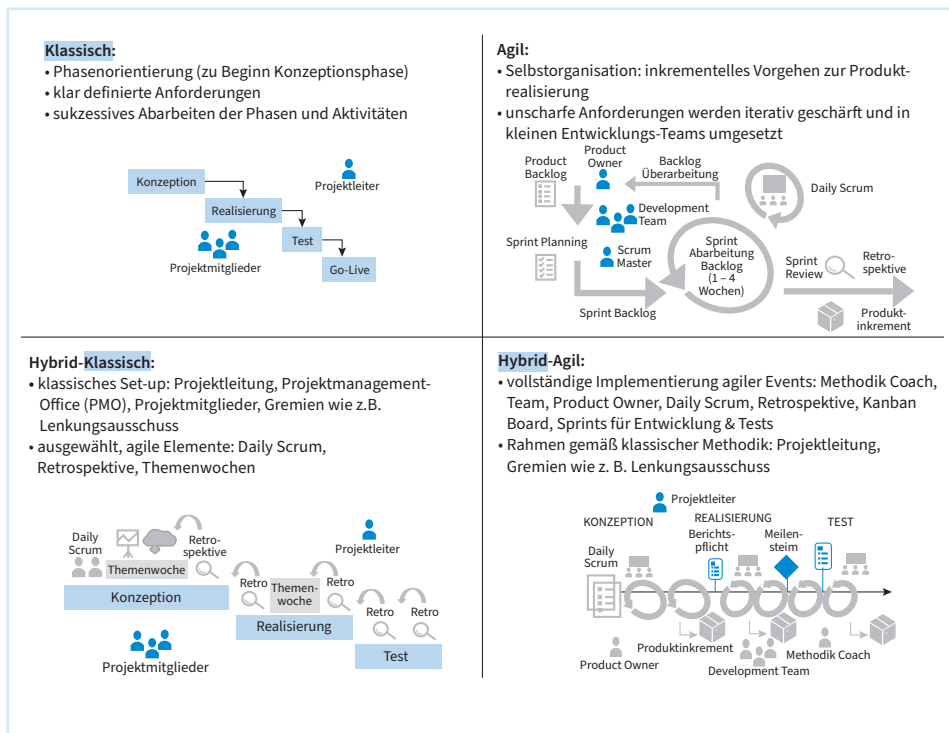 Klassisch:
• Phasenorientierung (zu Beginn Konzeptionsphase)
• klar definierte Anforderungen
• sukzessives Abarbeiten der Phasen und Aktivitäten
Konzeption
Projektleiter
Realisierung
Test
Projektmitglieder
Go-Live
Agil:
• Selbstorganisation: inkrementelles Vorgehen zur Produkt-
realisierung
• unscharfe Anforderungen werden iterativ geschärft und in
kleinen Entwicklungs-Teams umgesetzt
Product
Backlog
Product
Owner
Backlog
Überarbeitung
Daily Scrum
Development
Team
Sprint Planning
Scrum
Master
Sprint
Abarbeitung
Backlog
(1 – 4
Wochen)
Sprint
Review
Retro-
spektive
Sprint Backlog
Produkt-
inkrement
Hybrid-Klassisch:
• klassisches Set-up: Projektleitung, Projektmanagement-
Office (PMO), Projektmitglieder, Gremien wie z.B.
Lenkungsausschuss
• ausgewählt, agile Elemente: Daily Scrum,
Retrospektive, Themenwochen
Daily
Scrum
Retro-
spektive
Projektleiter
Themenwoche
Konzeption
Retro
Themen-
woche
Retro
Realisierung
Retro
Retro
Projektmitglieder
Test
Hybrid-Agil:
• vollständige Implementierung agiler Events: Methodik Coach,
Team, Product Owner, Daily Scrum, Retrospektive, Kanban
Board, Sprints für Entwicklung & Tests
• Rahmen gemäß klassischer Methodik: Projektleitung,
Gremien wie z. B. Lenkungsausschuss
Projektleiter
KONZEPTION
REALISIERUNG
TEST
Berichts-
pflicht
Meilen-
steim
Daily
Scrum
Produktinkrement
Methodik Coach
Product Owner
Development Team